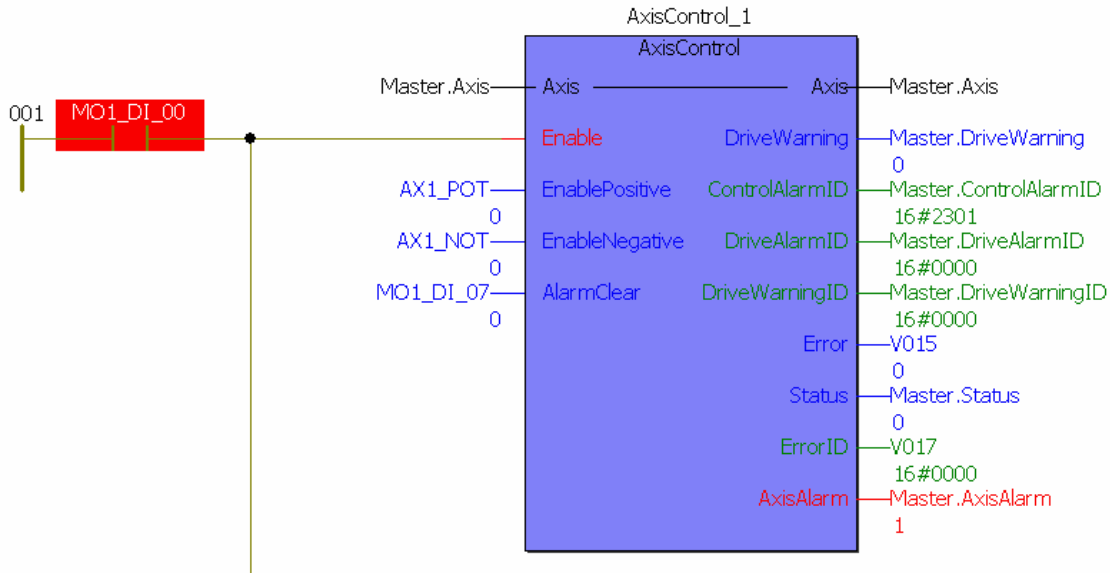 AxisControl_1
AxisControl
Master.Axis Axis Axis Master.Axis
001 MO1_DI_00
Enable DriveWarning Master.DriveWarning
0
AX1_POT EnablePositive ControlAlarmID Master.ControlAlarmID
0 16#2301
AX1_NOT EnableNegative DriveAlarmID Master.DriveAlarmID
0 16#0000
MO1_DI_07 AlarmClear DriveWarningID Master.DriveWarningID
0 16#0000
Error V015
0
Status Master.Status
0
ErrorID V017
16#0000
AxisAlarm Master.AxisAlarm
1